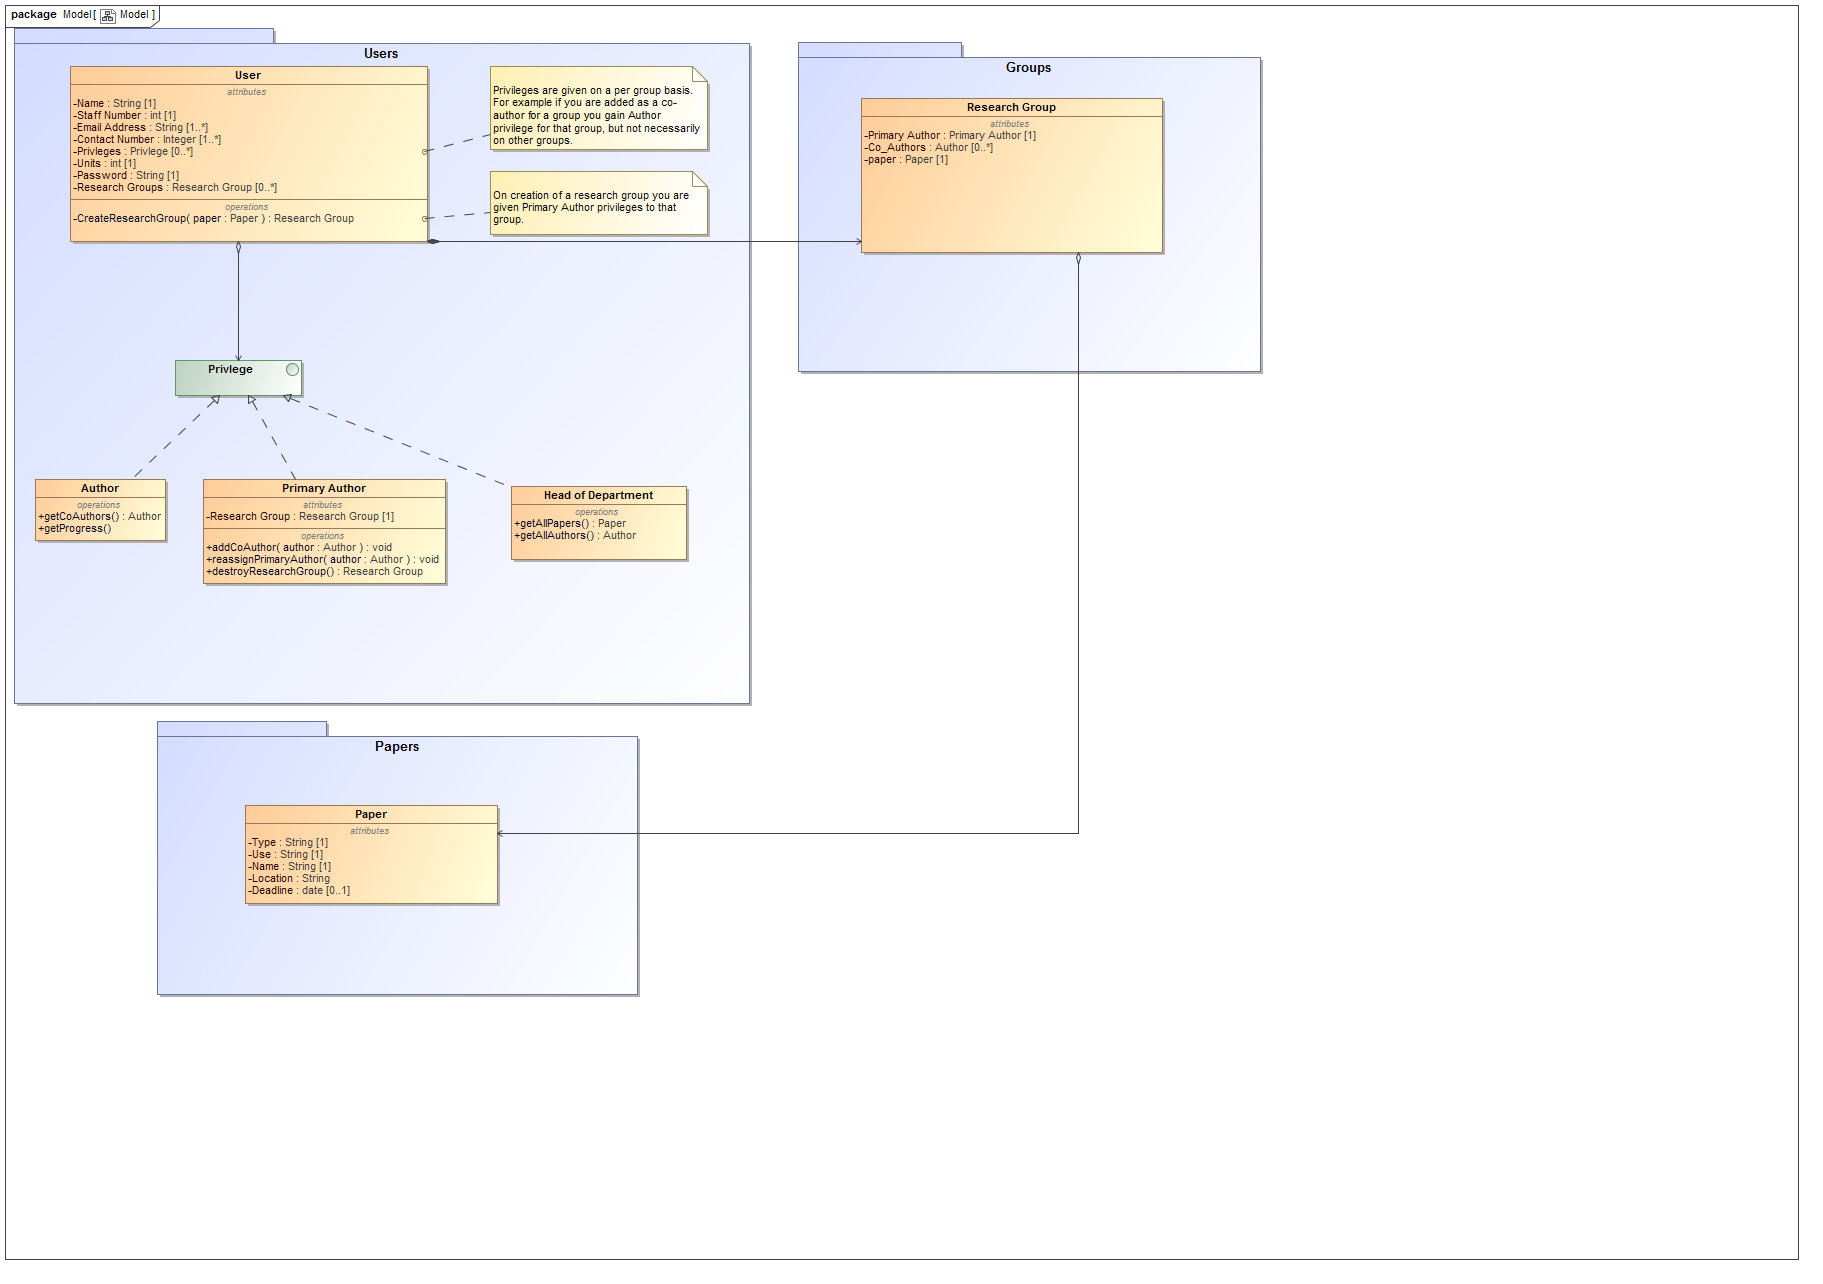 package Model[ Model ]
Users
User
attributes
-Name : String [1]
-Staff Number : int [1]
-Email Address : String [1..*]
-Contact Number : Integer [1..*]
-Privleges : Privlege [0..*]
-Units : int [1]
-Password : String [1]
-Research Groups : Research Group [0..*]
operations
-CreateResearchGroup( paper : Paper ) : Research Group
Privileges are given on a per group basis.
For example if you are added as a co-
author for a group you gain Author
privilege for that group, but not necessarily
on other groups.
On creation of a research group you are
given Primary Author privileges to that
group.
Groups
Research Group
attributes
-Primary Author : Primary Author [1]
-Co_Authors : Author [0..*]
-paper : Paper [1]
Privlege
Author
operations
+getCoAuthors() : Author
+getProgress()
Primary Author
attributes
-Research Group : Research Group [1]
operations
+addCoAuthor( author : Author ) : void
+reassignPrimaryAuthor( author : Author ) : void
+destroyResearchGroup() : Research Group
Head of Department
operations
+getAllPapers() : Paper
+getAllAuthors() : Author
Papers
Paper
attributes
-Type : String [1]
-Use : String [1]
-Name : String [1]
-Location : String
-Deadline : date [0..1]